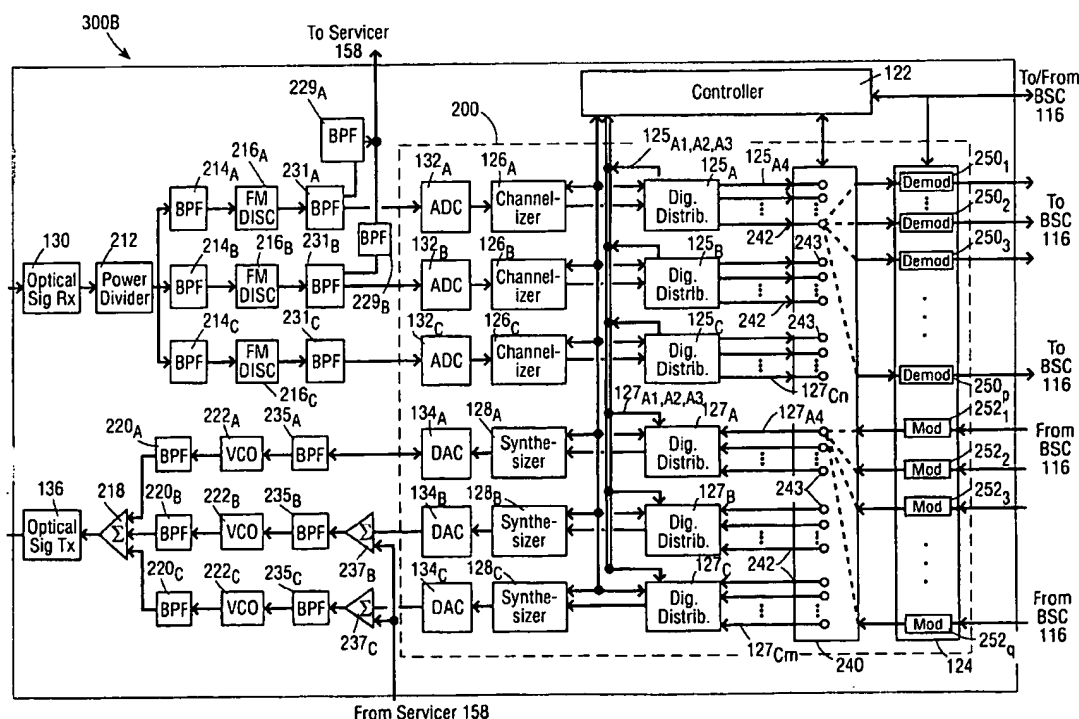 300B
To Servicer
158
229A
BPF
Controller
122
To/From
BSC
116
200
214A
BPF
216A
FM
DISC
231A
BPF
132A
ADC
126A
Channel-
izer
125A1,A2,A3
125A
Dig.
Distrib.
125A4
242
243
2501
Demod
To
BSC
116
2502
Demod
2503
Demod
130
Optical
Sig Rx
212
Power
Divider
214B
BPF
216B
FM
DISC
231B
BPF
BPF
229B
132B
ADC
126B
Channel-
izer
125B
Dig.
Distrib.
242
243
214C
BPF
FM
DISC
216C
231C
BPF
132C
ADC
126C
Channel-
izer
125C
Dig.
Distrib.
127Cn
Demod
250p
To
BSC
116
127A1,A2,A3
220A
BPF
222A
VCO
235A
BPF
134A
DAC
128A
Synthe-
sizer
127A
Dig.
Distrib.
127A4
243
Mod
2521
From
BSC
116
Mod
2522
Mod
2523
136
Optical
Sig Tx
218
Σ
220B
BPF
222B
VCO
235B
BPF
Σ
237B
134B
DAC
128B
Synthe-
sizer
127B
Dig.
Distrib.
242
220C
BPF
222C
VCO
235C
BPF
Σ
237C
134C
DAC
128C
Synthe-
sizer
127C
Dig.
Distrib.
127Cm
240
Mod
252q
124
From
BSC
116
From Servicer 158